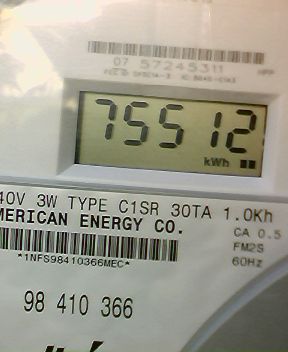 07 57245311
HPP
75512
kWh
40V 3W TYPE C1SR 30TA 1.0Kh
MERICAN ENERGY CO.
CA 0.5
*1NFS98410366MEC*
FM2S
60Hz
98 410 366